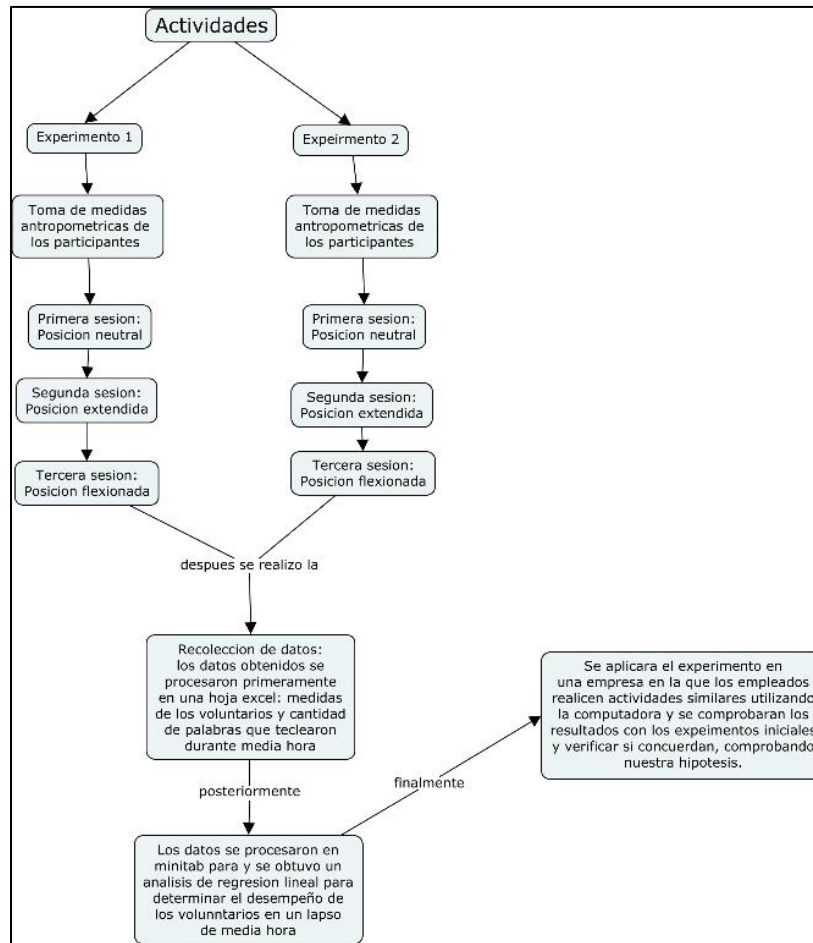 Actividades
Experimento 1
Expeirmento 2
Toma de medidas
antropometricas de
los participantes
Toma de medidas
antropometricas de
los participantes
Primera sesion:
Posicion neutral
Primera sesion:
Posicion neutral
Segunda sesion:
Posicion extendida
Segunda sesion:
Posicion extendida
Tercera sesion:
Posicion flexionada
Tercera sesion:
Posicion flexionada
despues se realizo la
Recoleccion de datos:
los datos obtenidos se
procesaron primeramente
en una hoja excel: medidas
de los voluntarios y cantidad
de palabras que teclearon
durante media hora
Se aplicara el experimento en
una empresa en la que los empleados
realicen actividades similares utilizando
la computadora y se comprobaran los
resultados con los expeimentos iniciales
y verificar si concuerdan, comprobando
nuestra hipotesis.
finalmente
posteriormente
Los datos se procesaron en
minitab para y se obtuvo un
analisis de regresion lineal para
determinar el desempeño de
los volunntarios en un lapso
de media hora